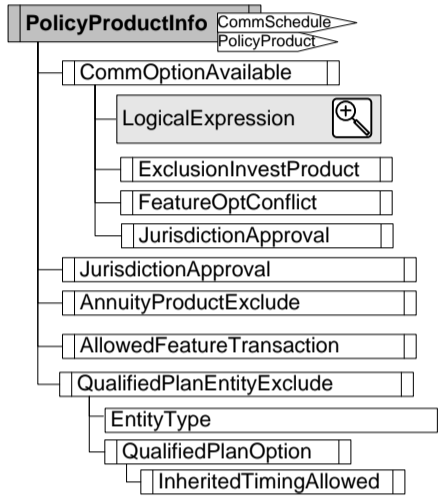 PolicyProductInfo
CommSchedule
PolicyProduct
CommOptionAvailable
LogicalExpression
ExclusionInvestProduct
FeatureOptConflict
JurisdictionApproval
JurisdictionApproval
AnnuityProductExclude
AllowedFeatureTransaction
QualifiedPlanEntityExclude
EntityType
QualifiedPlanOption
InheritedTimingAllowed